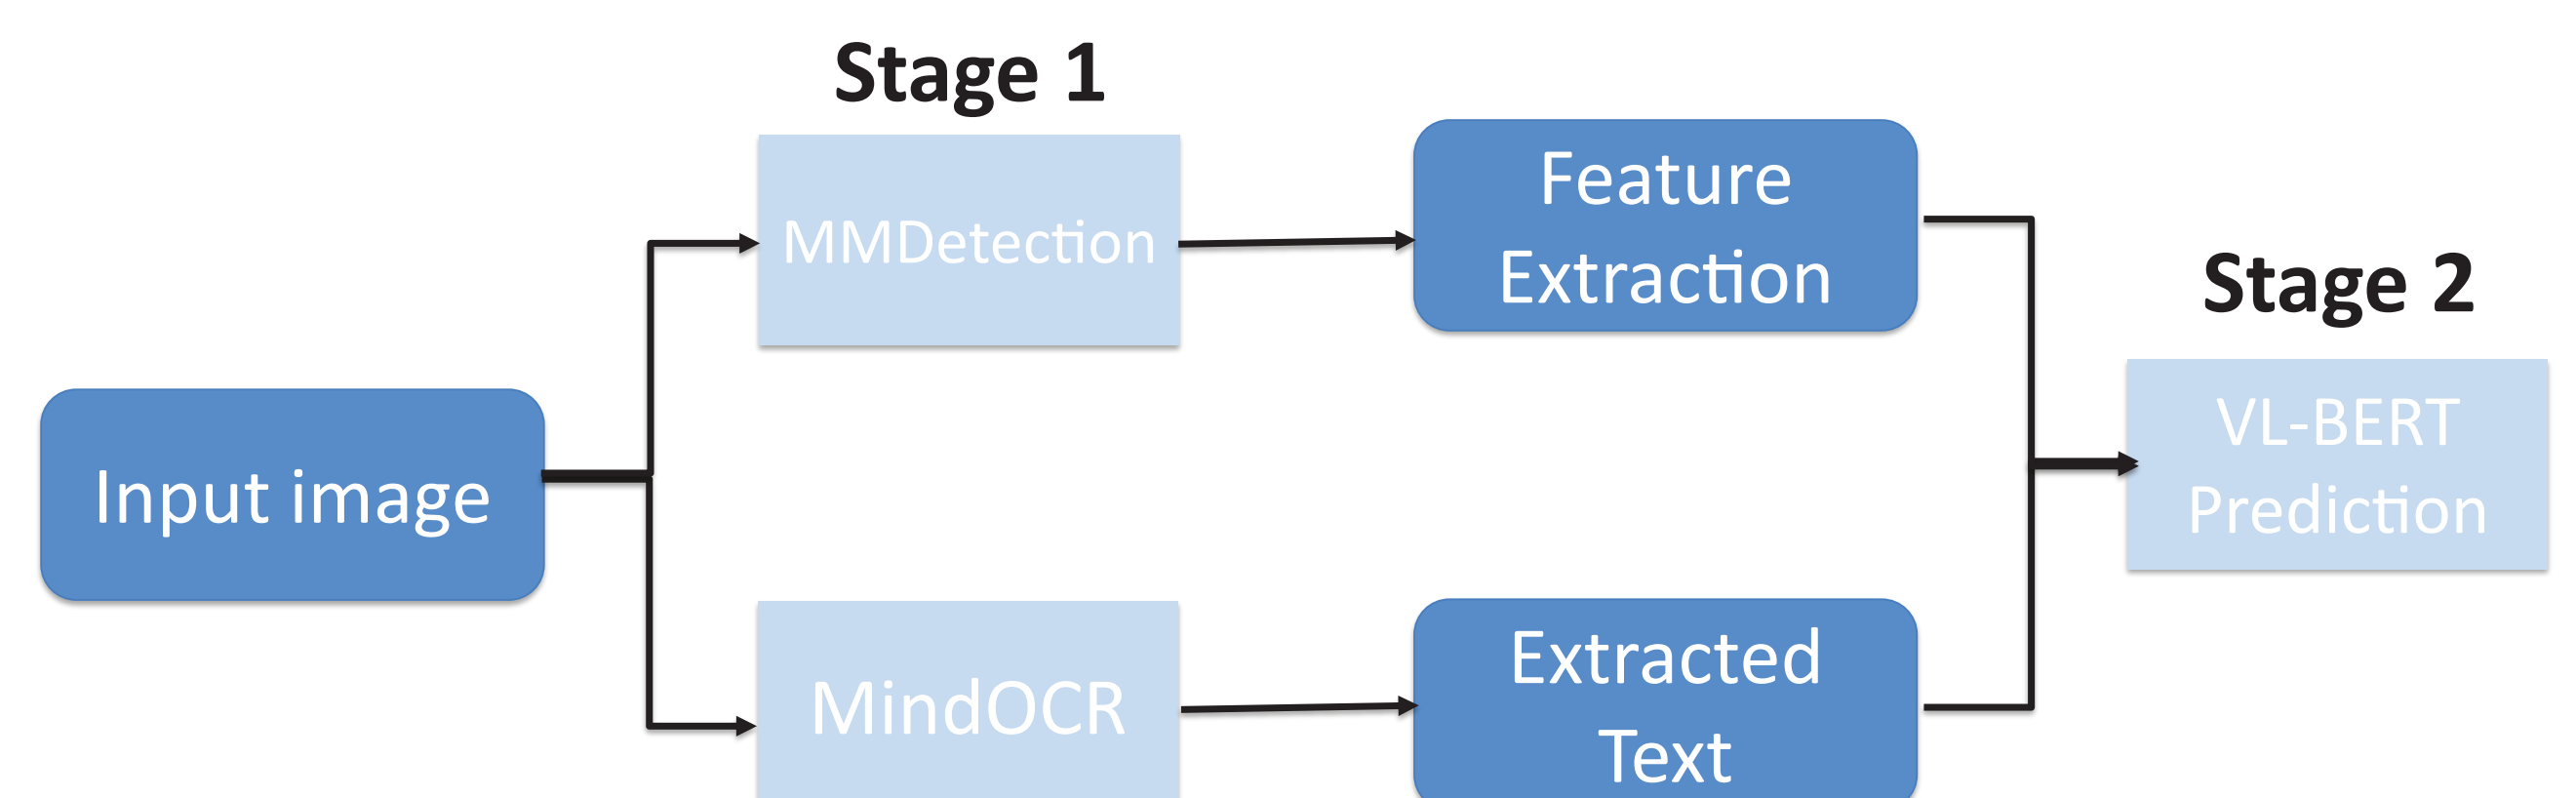 Stage 1
MMDetection
Feature
Extraction
Stage 2
VL-BERT
Prediction
Input image
MindOCR
Extracted
Text